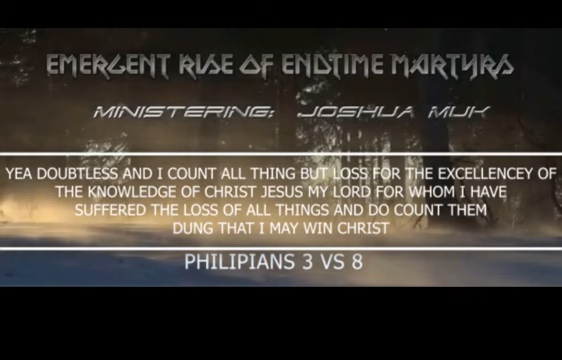 EMERGENT RISE OF ENDTIME MARTYRS
MINISTERING: JOSHUA MUK
YEA DOUBTLESS AND I COUNT ALL THING BUT LOSS FOR THE EXCELLENCEY OF
THE KNOWLEDGE OF CHRIST JESUS MY LORD FOR WHOM I HAVE
SUFFERED THE LOSS OF ALL THINGS AND DO COUNT THEM
DUNG THAT I MAY WIN CHRIST
PHILIPIANS 3 VS 8